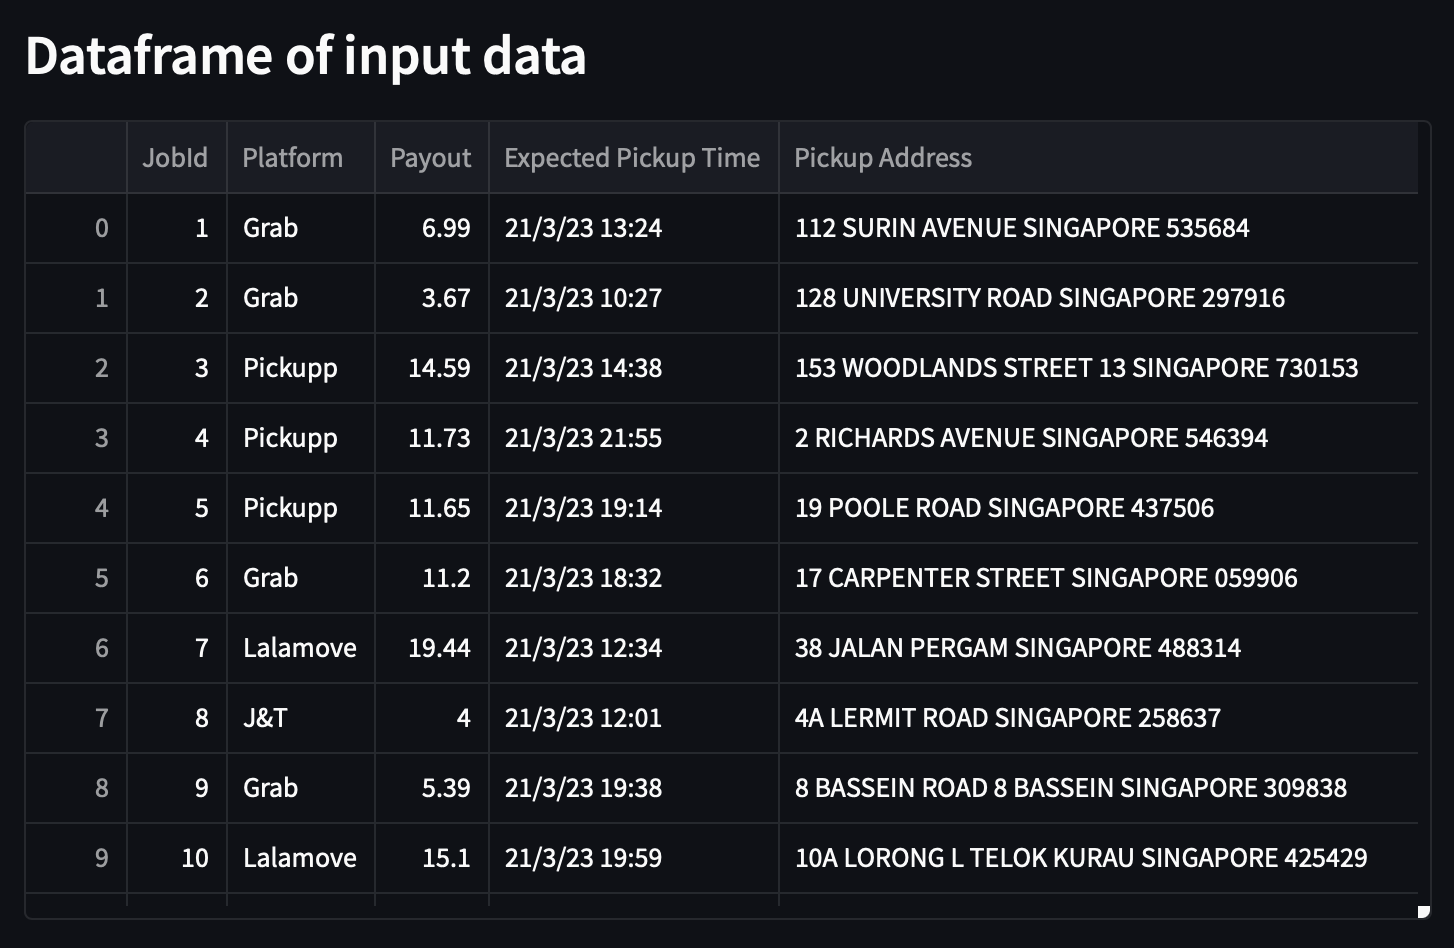 Dataframe of input data
JobId Platform Payout Expected Pickup Time Pickup Address
0 1 Grab 6.99 21/3/23 13:24 112 SURIN AVENUE SINGAPORE 535684
1 2 Grab 3.67 21/3/23 10:27 128 UNIVERSITY ROAD SINGAPORE 297916
2 3 Pickupp 14.59 21/3/23 14:38 153 WOODLANDS STREET 13 SINGAPORE 730153
3 4 Pickupp 11.73 21/3/23 21:55 2 RICHARDS AVENUE SINGAPORE 546394
4 5 Pickupp 11.65 21/3/23 19:14 19 POOLE ROAD SINGAPORE 437506
5 6 Grab 11.2 21/3/23 18:32 17 CARPENTER STREET SINGAPORE 059906
6 7 Lalamove 19.44 21/3/23 12:34 38 JALAN PERGAM SINGAPORE 488314
7 8 J&T 4 21/3/23 12:01 4A LERMIT ROAD SINGAPORE 258637
8 9 Grab 5.39 21/3/23 19:38 8 BASSEIN ROAD 8 BASSEIN SINGAPORE 309838
9 10 Lalamove 15.1 21/3/23 19:59 10A LORONG L TELOK KURAU SINGAPORE 425429